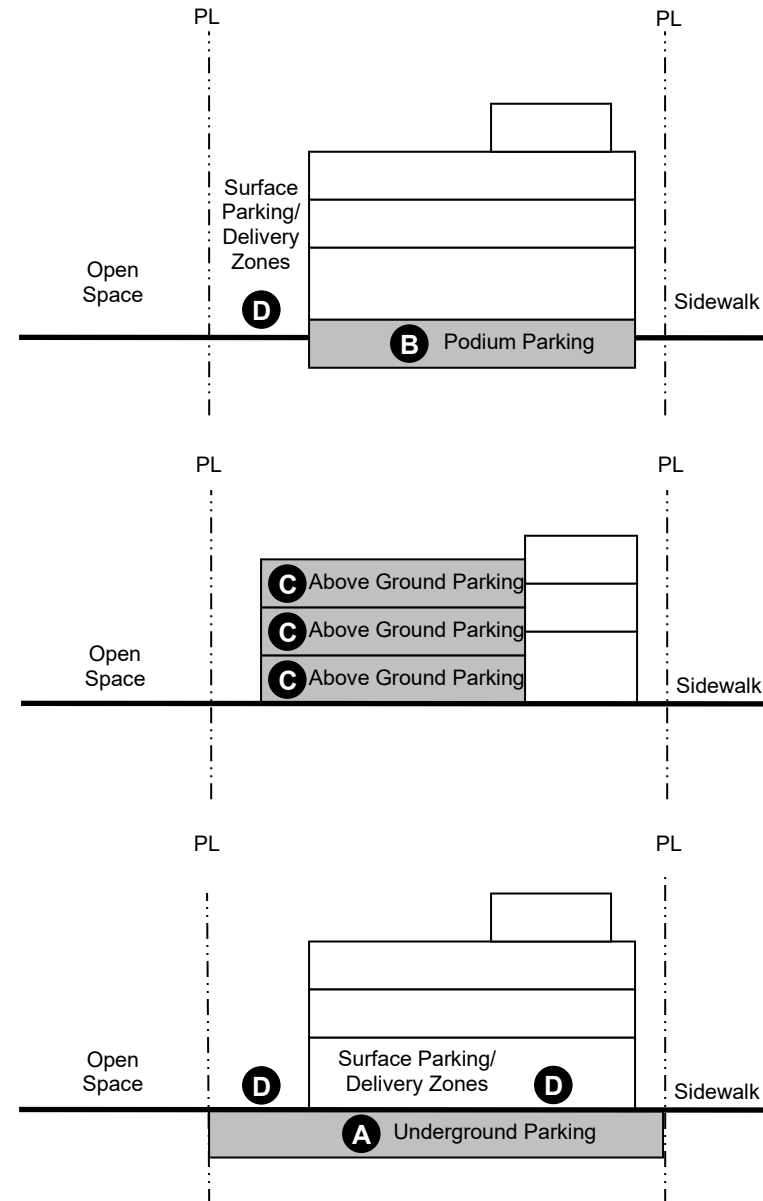 PL
PL
Surface
Parking/
Delivery
Zones
Open
Space
D
Sidewalk
B Podium Parking
PL
PL
C Above Ground Parking
C Above Ground Parking
C Above Ground Parking
Open
Space
Sidewalk
PL
PL
Open
Space
D
Surface Parking/
Delivery Zones
D
Sidewalk
A Underground Parking